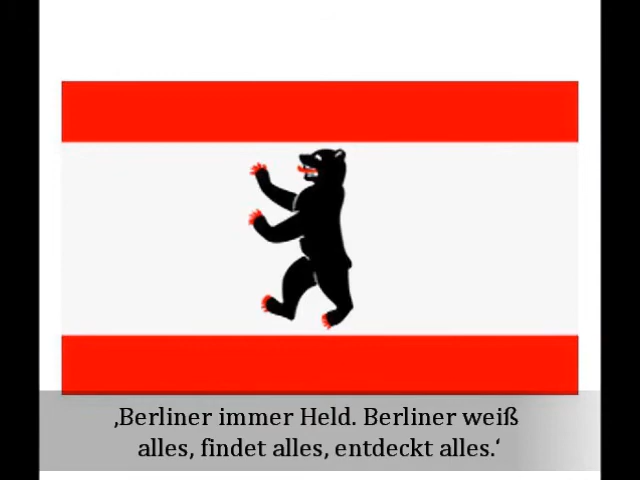 ‚Berliner immer Held. Berliner weiß
alles, findet alles, entdeckt alles.‘